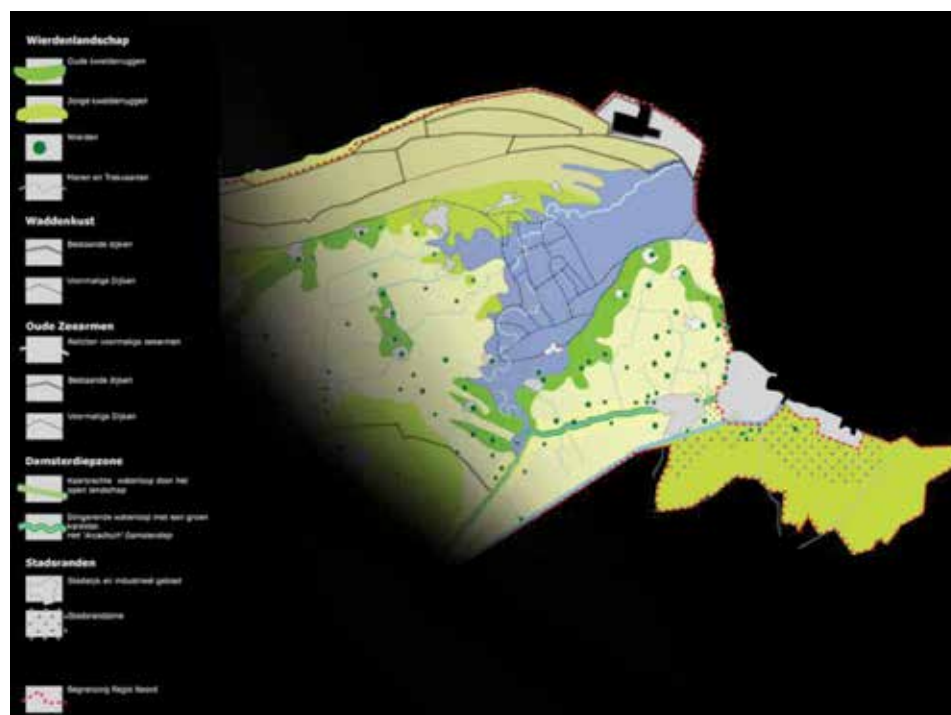 Wierdenlandschap
Oude kwelderruggen
Jonge kwelderruggen
Wierden
Maren en Trekvaarten
Waddenkust
Bestaande dijken
Voormalige Dijken
Oude Zeearmen
Relicten voormalige zeearmen
Bestaande dijken
Voormalige Dijken
Damsterdiepzone
Kaarsrechte waterloop door het
open landschap
Slingerende waterloop met een groen
karakter.
Het 'Arcadisch' Damsterdiep
Stadsranden
Stedelijk en industrieel gebied
Stadsrandzone
Begrenzing Regio Noord